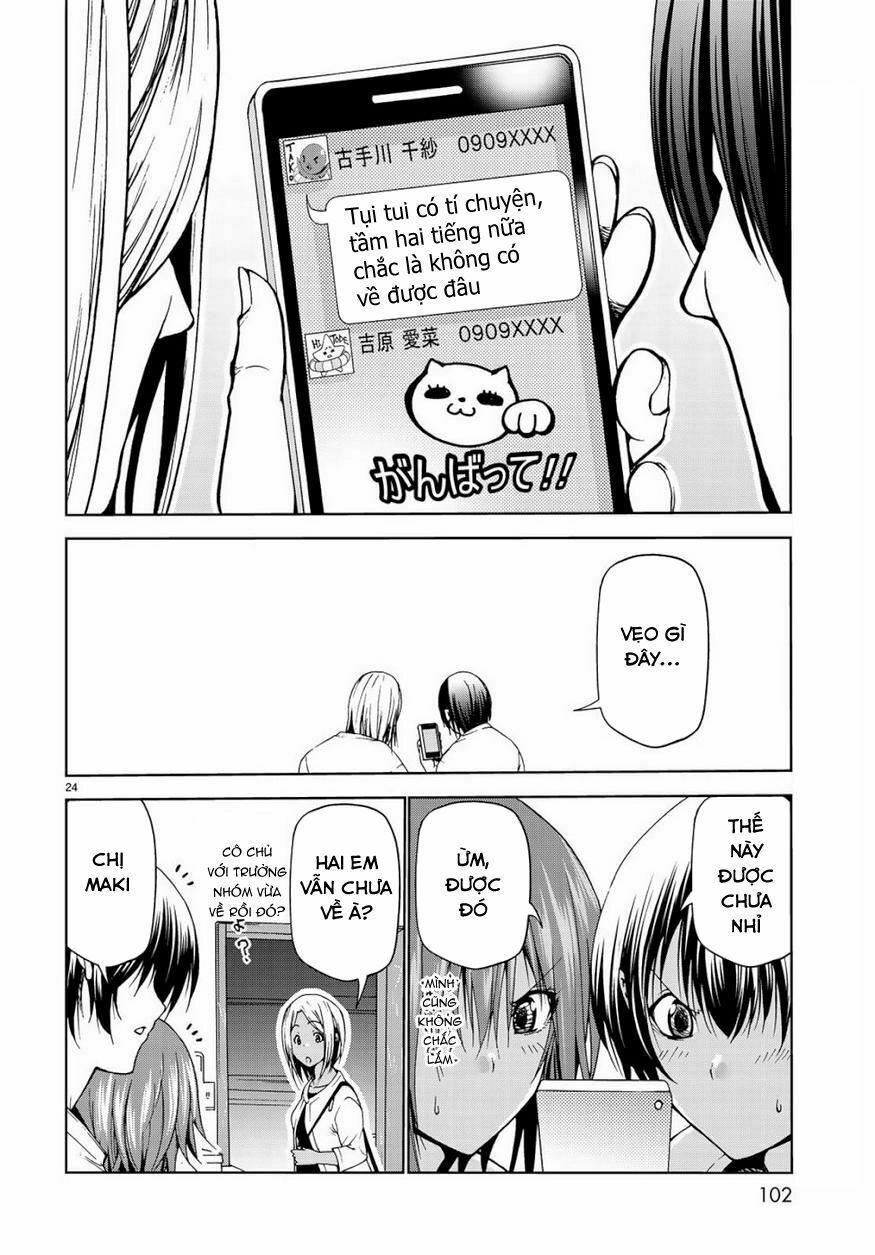 TAKO
古手川 千紗 0909XXXX
Tụi tui có tí chuyện,
tầm hai tiếng nữa
chắc là không có
về được đâu
吉原 愛菜 0909XXXX
がんばって!!
VẸO GÌ
ĐÂY...
24
THẾ
NÀY
ĐƯỢC
CHƯA
NHỈ
ỪM,
ĐƯỢC
ĐÓ
MÌNH
CŨNG
KHÔNG
CHẮC
LẮM
HAI EM
VẪN CHƯA
VỀ À?
CÔ CHỦ
VỚI TRƯỞNG
NHÓM VỪA
VỀ RỒI ĐÓ?
よ?
CHỊ
MAKI
102